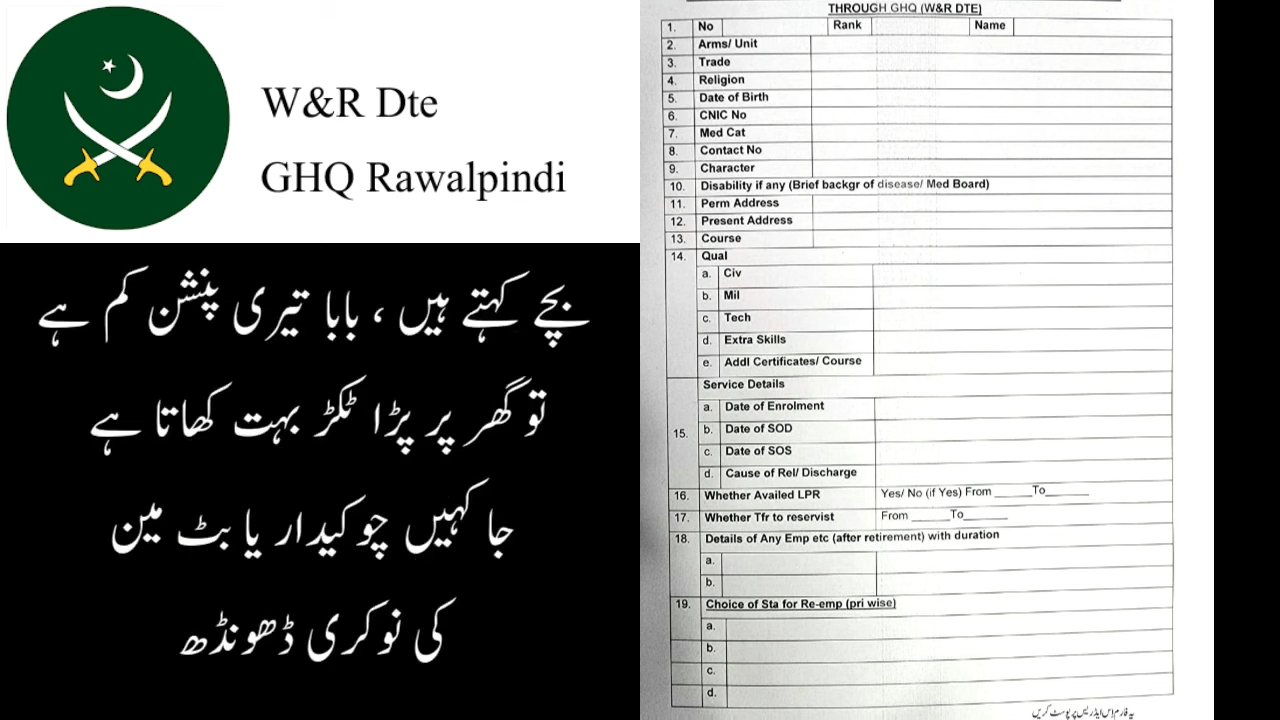 W&R Dte
GHQ Rawalpindi
بچے کہتے ہیں ، بابا تیری پنشن کم ہے
تو گھر پر پڑا ٹکڑ بہت کھاتا ہے
جا کہیں چوکیدار یا بٹ مین
کی نوکری ڈھونڈھ
THROUGH GHQ (W&R DTE)
1. No Rank Name
2. Arms/ Unit
3. Trade
4. Religion
5. Date of Birth
6. CNIC No
7. Med Cat
8. Contact No
9. Character
10. Disability if any (Brief backgr of disease/ Med Board)
11. Perm Address
12. Present Address
13. Course
14. Qual
a. Civ
b. Mil
c. Tech
d. Extra Skills
e. Addl Certificates/ Course
15. Service Details
a. Date of Enrolment
b. Date of SOD
c. Date of SOS
d. Cause of Rel/ Discharge
16. Whether Availed LPR Yes/ No (if Yes) From ______To_______
17. Whether Tfr to reservist From ______To_______
18. Details of Any Emp etc (after retirement) with duration
a.
b.
19. Choice of Sta for Re-emp (pri wise)
a.
b.
c.
d.
یہ فارم اس ایڈریس پر پوسٹ کریں